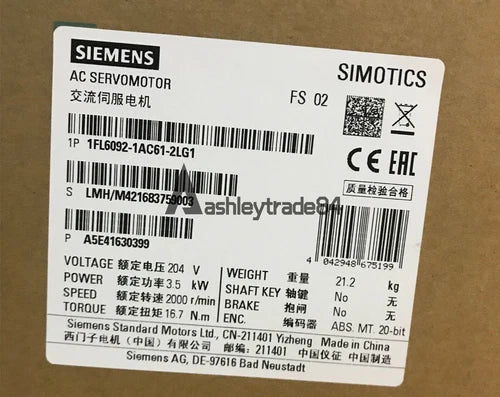 SIEMENS
SIMOTICS
AC SERVOMOTOR
交流伺服电机
FS 02
1P 1FL6092-1AC61-2LG1
CE EAC
质量检验合格
S LMH/M421683759003
ashleytrade84
P A5E41630399
4 042948 675199
VOLTAGE 额定电压 204 V
POWER 额定功率 3.5 kW
SPEED 额定转速 2000 r/min
TORQUE 额定扭矩 16.7 N.m
WEIGHT 重量: 21.2 kg
SHAFT KEY 轴键: No 无
BRAKE 抱闸: No 无
ENC: 编码器: ABS. MT. 20-bit
Siemens Standard Motors Ltd., CN-211401 Yizheng Made in China
西门子电机（中国）有限公司 邮编: 211401 中国仪征 中国制造
Siemens AG, DE-97616 Bad Neustadt